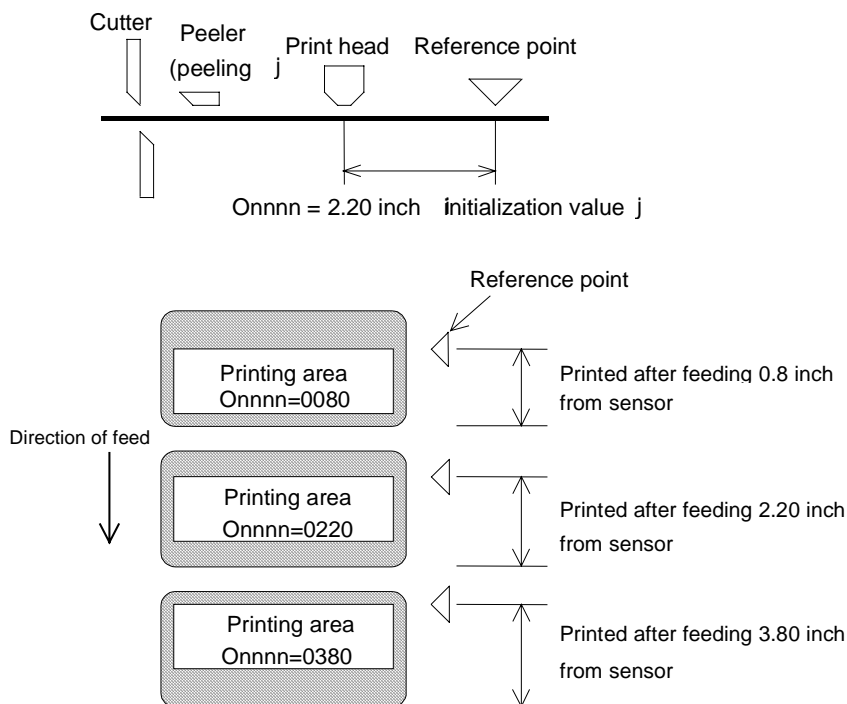 Cutter
Peeler
(peeling j
Print head
Reference point
Onnnn = 2.20 inch initialization value j
Reference point
Printing area
Onnnn=0080
Printed after feeding 0.8 inch
from sensor
Direction of feed
Printing area
Onnnn=0220
Printed after feeding 2.20 inch
from sensor
Printing area
Onnnn=0380
Printed after feeding 3.80 inch
from sensor